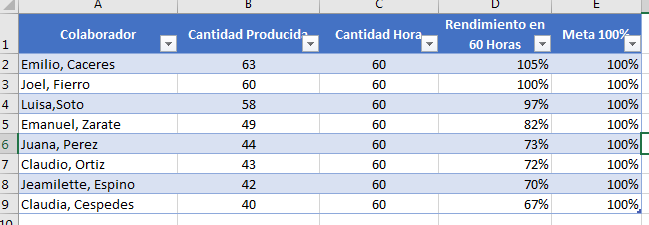 A B C D E
1 Colaborador Cantidad Producida Cantidad Hora Rendimiento en 60 Horas Meta 100%
2 Emilio, Caceres 63 60 105% 100%
3 Joel, Fierro 60 60 100% 100%
4 Luisa,Soto 58 60 97% 100%
5 Emanuel, Zarate 49 60 82% 100%
6 Juana, Perez 44 60 73% 100%
7 Claudio, Ortiz 43 60 72% 100%
8 Jeamilette, Espino 42 60 70% 100%
9 Claudia, Cespedes 40 60 67% 100%